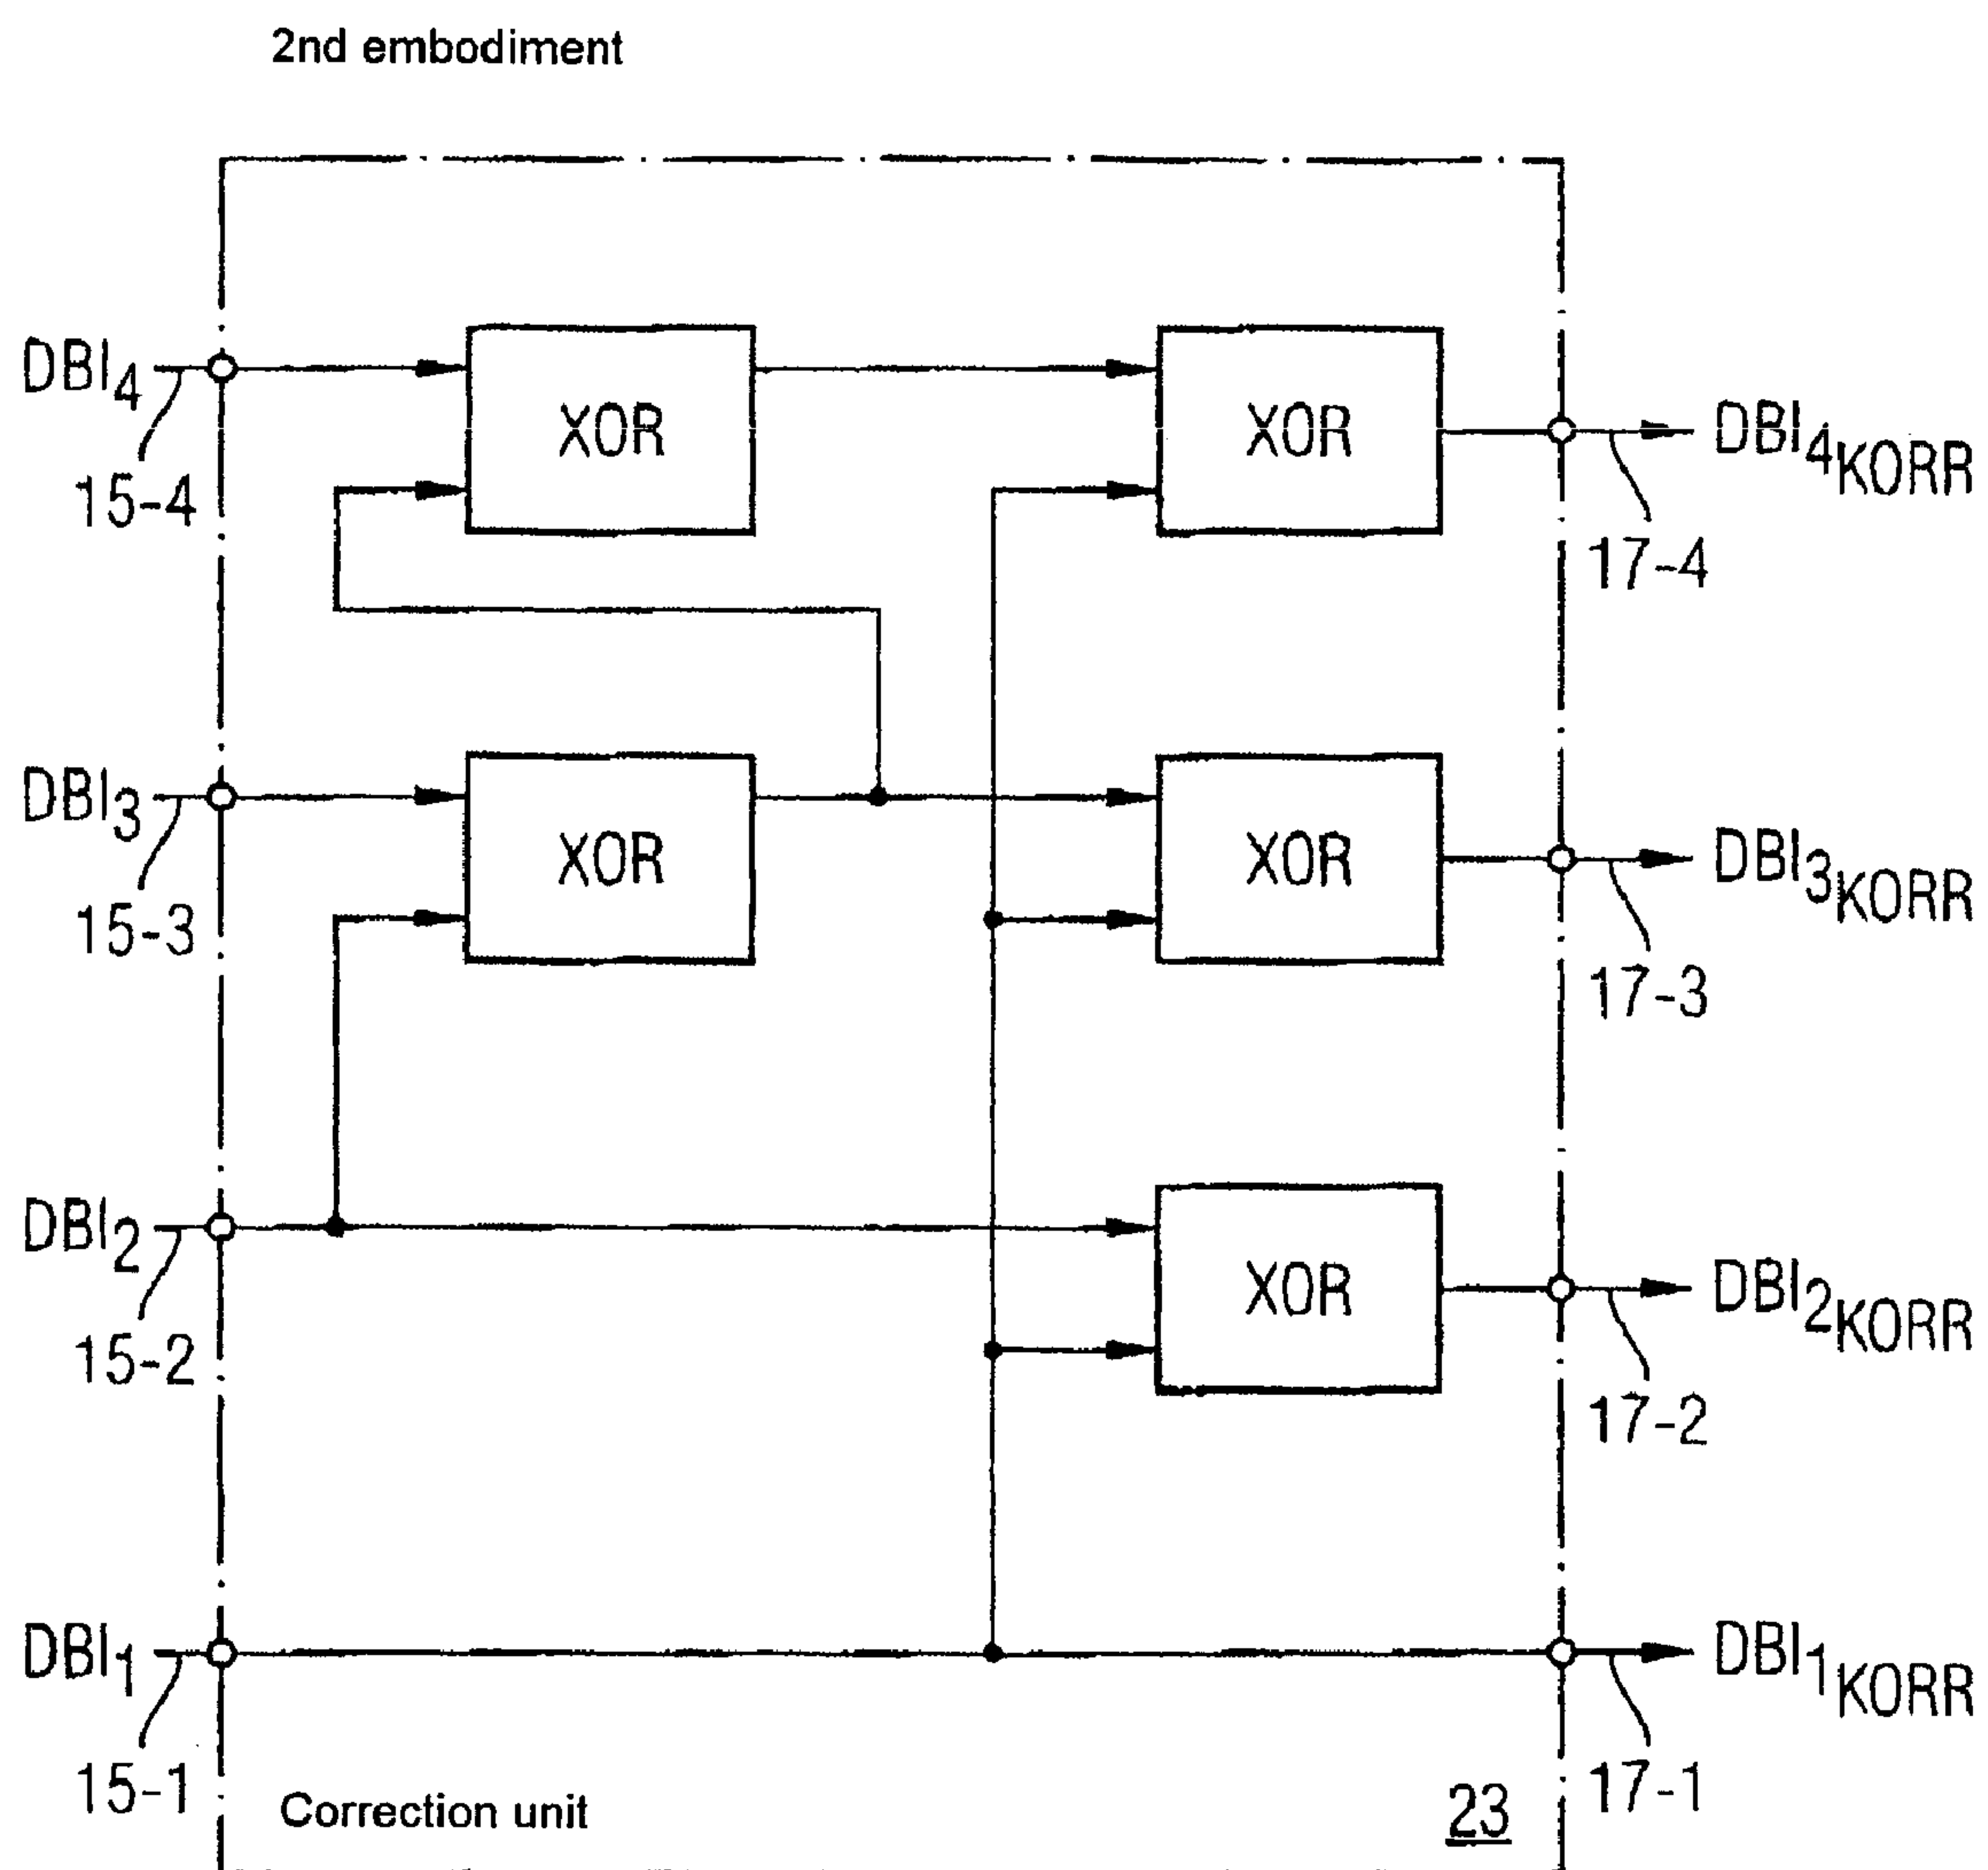 2nd embodiment
DBI4
XOR
XOR
DBI4KORR
15-4
17-4
DBI3
XOR
XOR
DBI3KORR
15-3
17-3
DBI2
XOR
DBI2KORR
15-2
17-2
DBI1
DBI1KORR
15-1
17-1
Correction unit
23